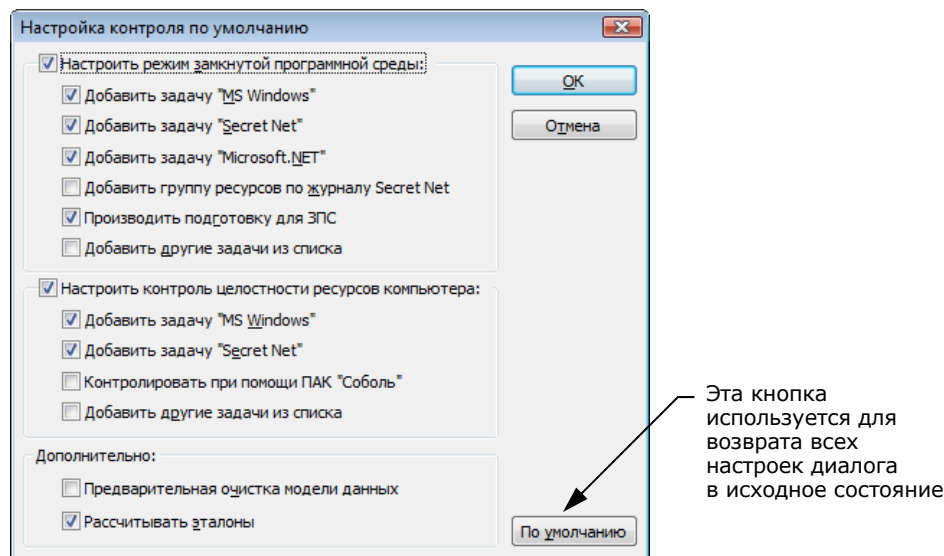 Настройка контроля по умолчанию
Настроить режим замкнутой программной среды:
Добавить задачу "MS Windows"
Добавить задачу "Secret Net"
Добавить задачу "Microsoft.NET"
Добавить группу ресурсов по журналу Secret Net
Производить подготовку для ЗПС
Добавить другие задачи из списка
Настроить контроль целостности ресурсов компьютера:
Добавить задачу "MS Windows"
Добавить задачу "Secret Net"
Контролировать при помощи ПАК "Соболь"
Добавить другие задачи из списка
Дополнительно:
Предварительная очистка модели данных
Рассчитывать эталоны
OK
Отмена
По умолчанию
Эта кнопка
используется для
возврата всех
настроек диалога
в исходное состояние